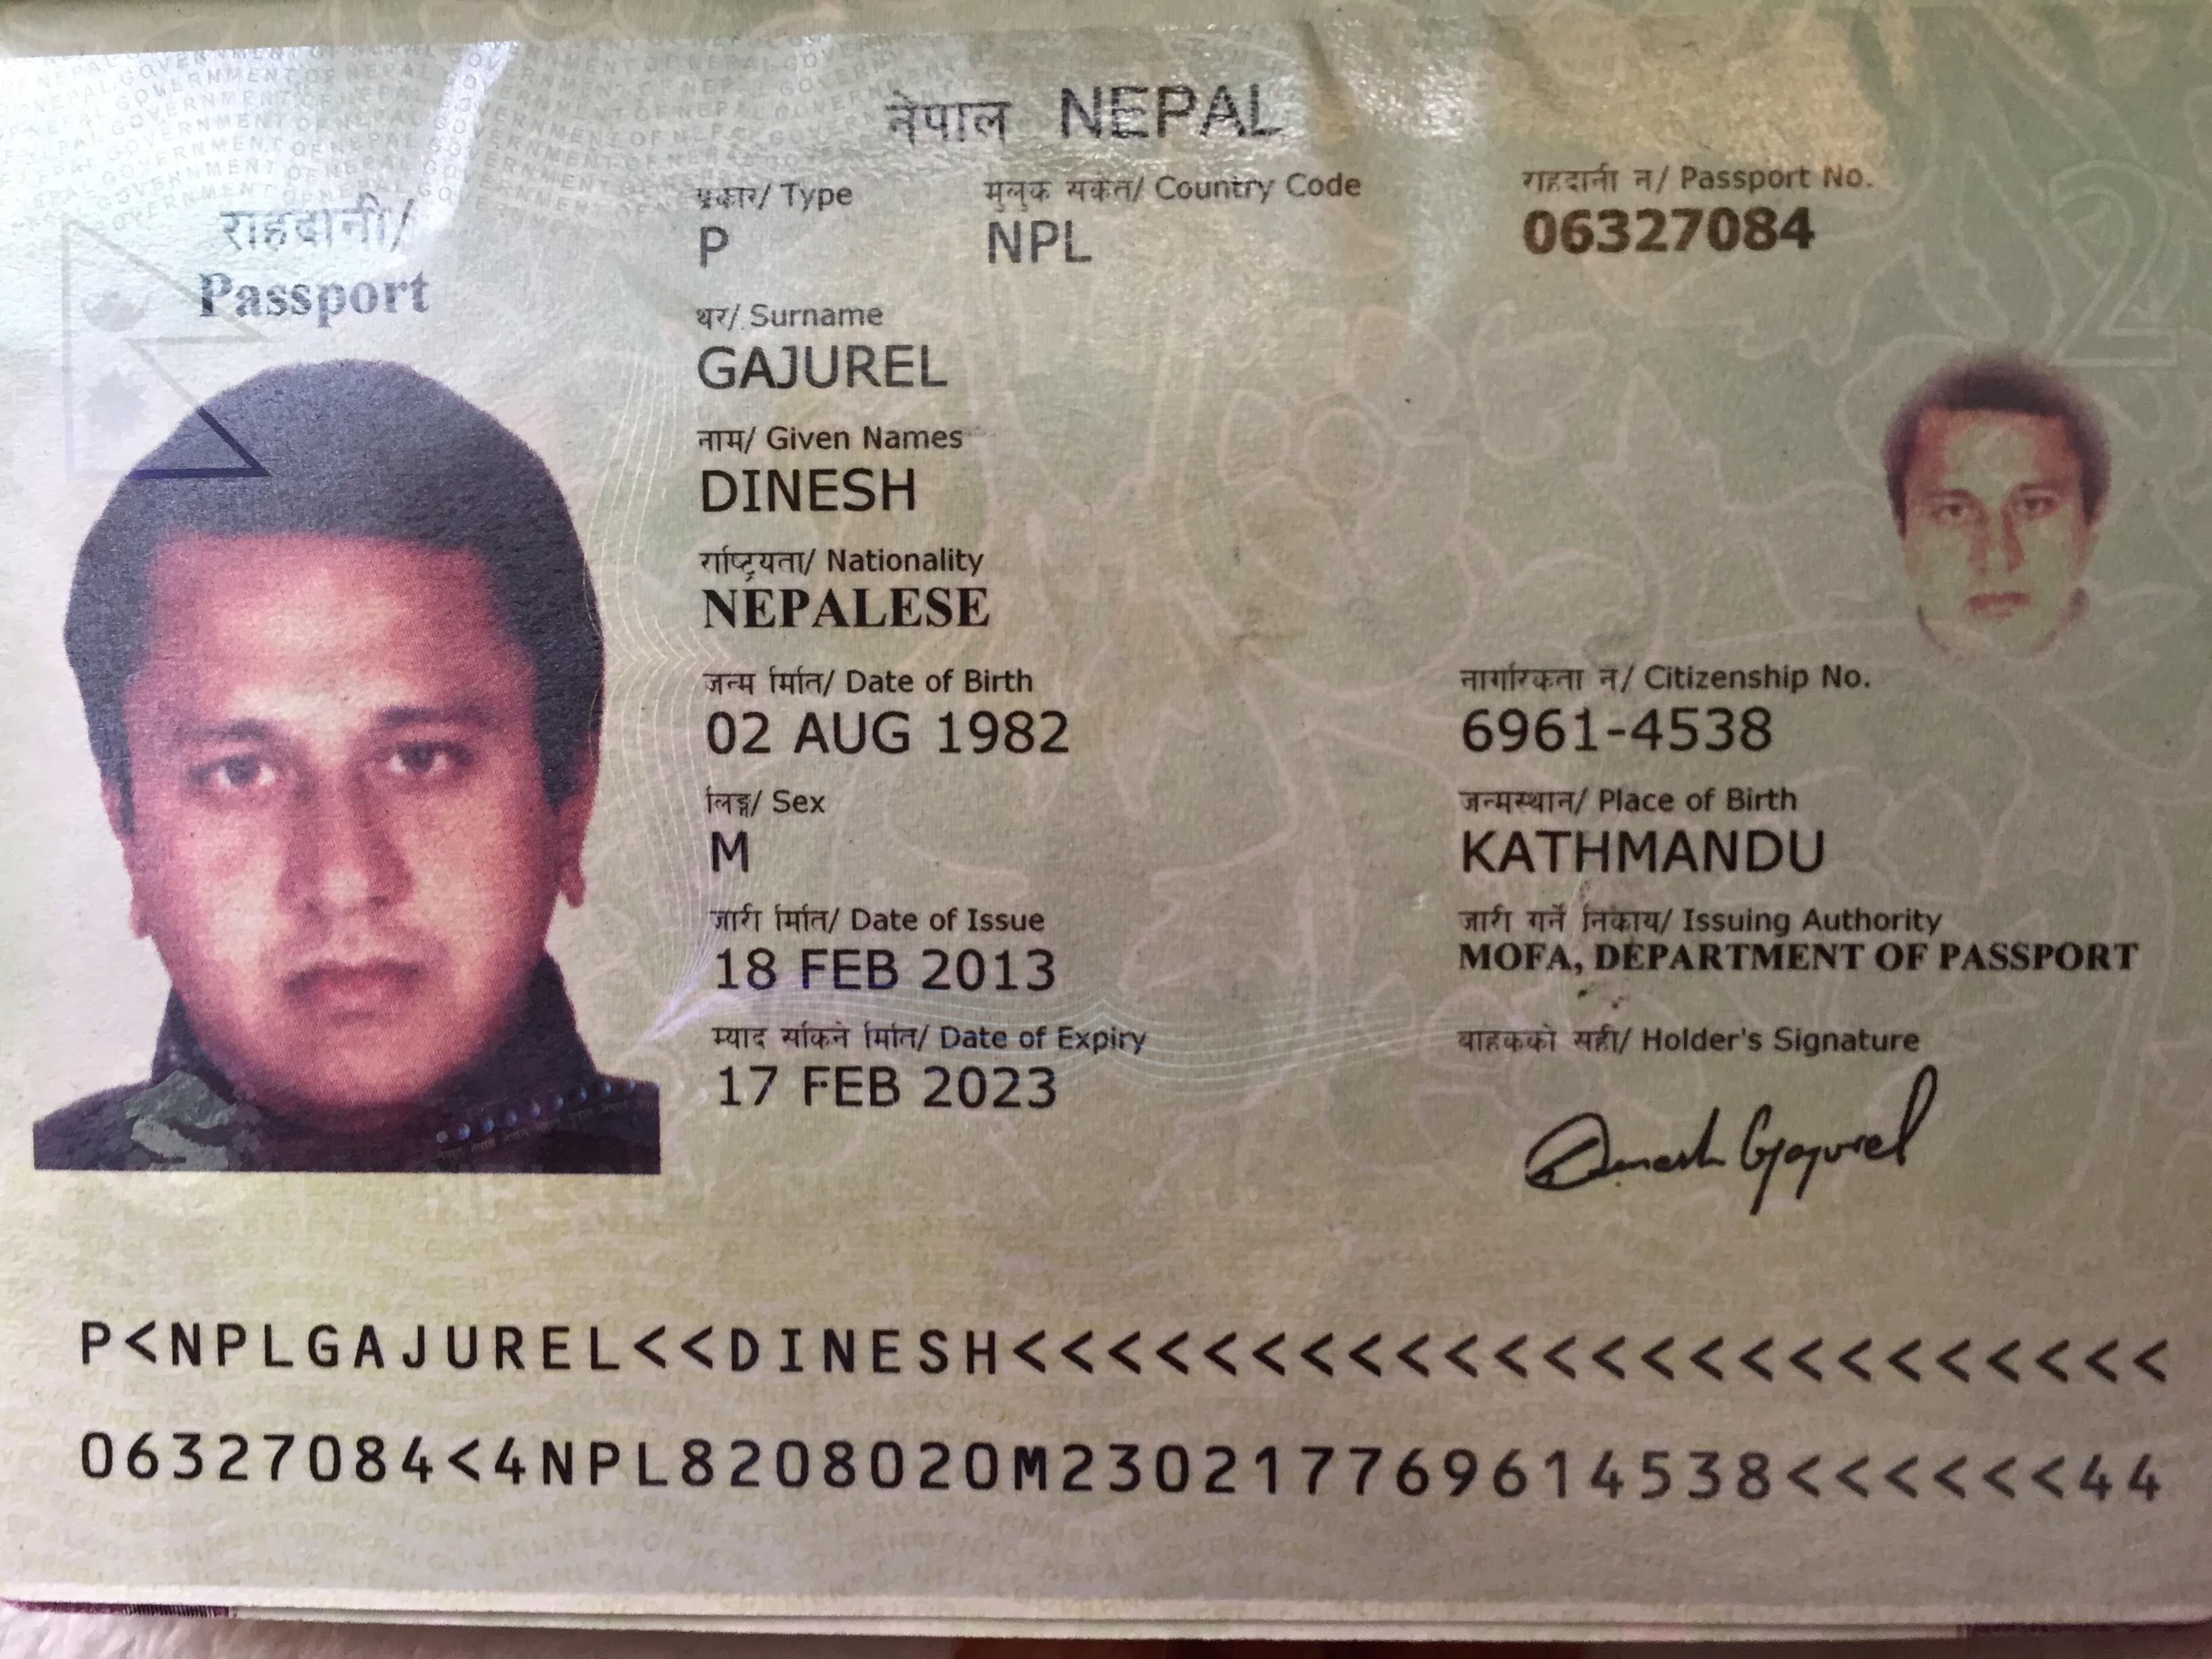 नेपाल NEPAL
राहदानी/
Passport
प्रकार/ Type
P
मुलुक संकेत/ Country Code
NPL
राहदानी नं/ Passport No.
06327084
थर/ Surname
GAJUREL
नाम/ Given Names
DINESH
राष्ट्रियता/ Nationality
NEPALESE
जन्म मिति/ Date of Birth
02 AUG 1982
नागरिकता नं/ Citizenship No.
6961-4538
लिङ्ग/ Sex
M
जन्मस्थान/ Place of Birth
KATHMANDU
जारी मिति/ Date of Issue
18 FEB 2013
जारी गर्ने निकाय/ Issuing Authority
MOFA, DEPARTMENT OF PASSPORT
म्याद सकिने मिति/ Date of Expiry
17 FEB 2023
वाहकको सही/ Holder's Signature
Dinesh Gajurel
P<NPLGAJUREL<<DINESH<<<<<<<<<<<<<<<<<<<<<<<<
06327084<4NPL8208020M230217769614538<<<<<<44